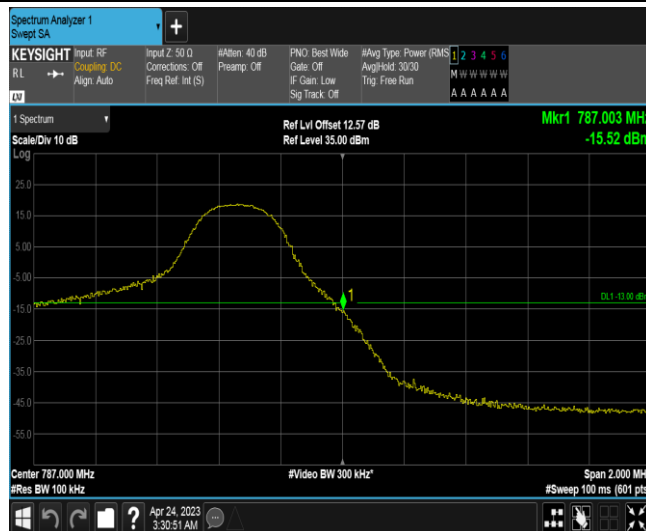 Spectrum Analyzer 1
Swept SA
+
KEYSIGHT
RL
Input: RF
Coupling: DC
Align: Auto
Input Z: 50 Ω
Corrections: Off
Freq Ref: Int (S)
#Atten: 40 dB
Preamp: Off
PNO: Best Wide
Gate: Off
IF Gain: Low
Sig Track: Off
#Avg Type: Power (RMS
Avg|Hold: 30/30
Trig: Free Run
1 2 3 4 5 6
M W W W W W
A A A A A A
1 Spectrum
Scale/Div 10 dB
Log
Ref Lvl Offset 12.57 dB
Ref Level 35.00 dBm
Mkr1 787.003 MHz
-15.52 dBm
25.0
15.0
5.00
-5.00
-15.0
-25.0
-35.0
-45.0
-55.0
1
DL1 -13.00 dBm
Center 787.000 MHz
#Res BW 100 kHz
#Video BW 300 kHz*
Span 2.000 MHz
#Sweep 100 ms (601 pts)
?
Apr 24, 2023
3:30:51 AM